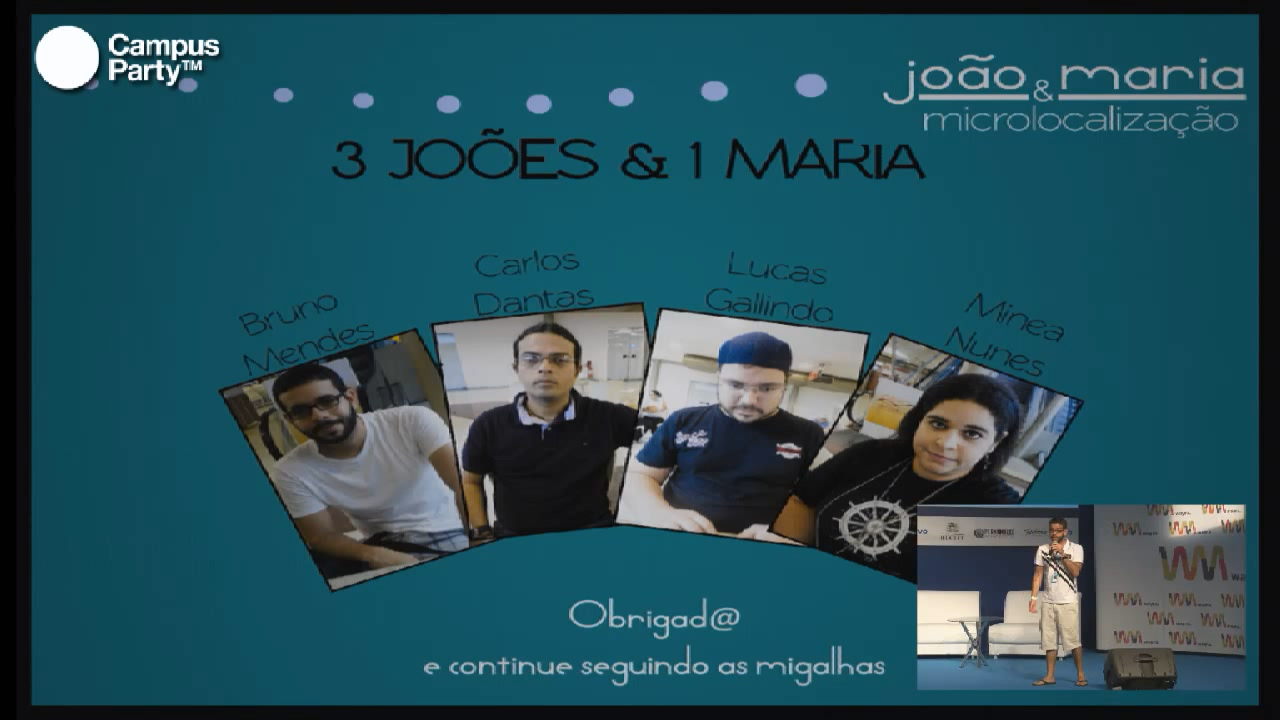 Campus
Party™
joão & maria
microlocalização
3 JOÕES & 1 MARIA
Bruno
Mendes
Carlos
Dantas
Lucas
Gallindo
Minea
Nunes
Obrigad@
e continue seguindo as migalhas